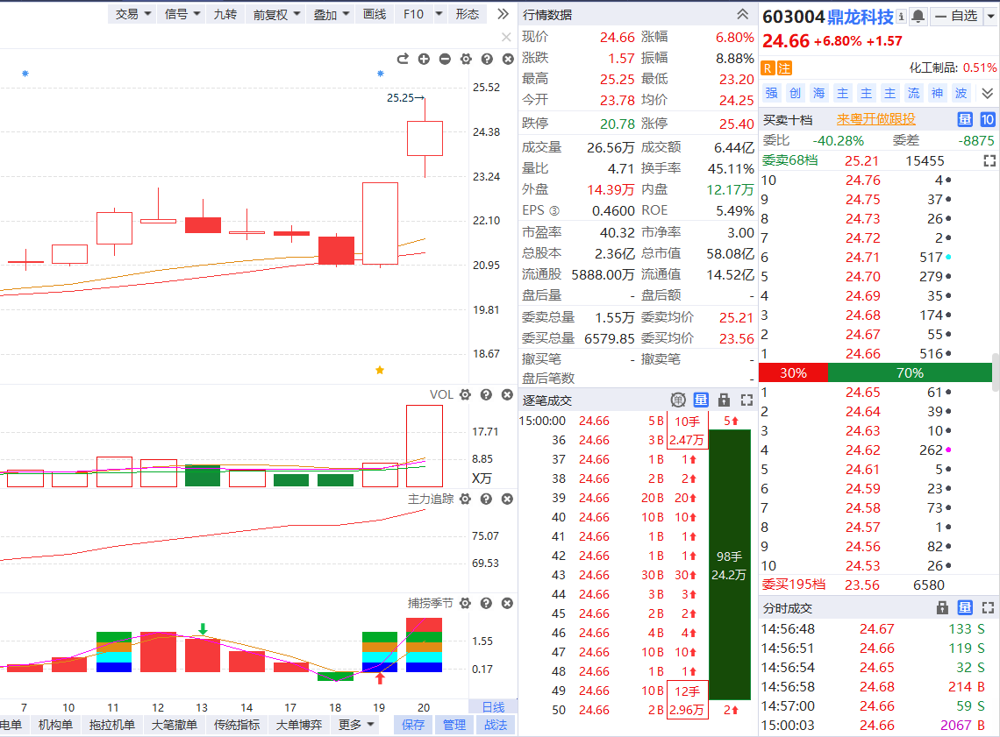 交易 信号 九转 前复权 叠加 画线 F10 形态
25.52
25.25→
24.38
23.24
22.10
20.95
19.81
18.67
VOL
17.71
8.85
X万
主力追踪
75.07
69.53
捕捞季节
1.55
0.17
7 10 11 12 13 14 17 18 19 20 日线
电单 机构单 拖拉机单 大笔撤单 传统指标 大单博弈 更多 保存 管理 战法
行情数据
现价 24.66 涨幅 6.80%
涨跌 1.57 振幅 8.88%
最高 25.25 最低 23.20
今开 23.78 均价 24.25
跌停 20.78 涨停 25.40
成交量 26.56万 成交额 6.44亿
量比 4.71 换手率 45.11%
外盘 14.39万 内盘 12.17万
EPS ③ 0.4600 ROE 5.49%
市盈率 40.32 市净率 3.00
总股本 2.36亿 总市值 58.08亿
流通股 5888.00万 流通值 14.52亿
盘后量 - 盘后额 -
委卖总量 1.55万 委卖均价 25.21
委买总量 6579.85 委买均价 23.56
撤买笔 - 撤卖笔 -
盘后笔数 -
逐笔成交 单 量
15:00:00 24.66 5B 10手 5
36 24.66 3B 2.47万
37 24.66 1B 1
38 24.66 2B 2
39 24.66 20B 20
40 24.66 10B 10
41 24.66 1B 1
42 24.66 1B 1 98手
43 24.66 30B 30 24.2万
44 24.66 3B 3
45 24.66 2B 2
46 24.66 4B 4
47 24.66 10B 10
48 24.66 1B 1
49 24.66 10B 12手
50 24.66 2B 2.96万 2
603004鼎龙科技 自选
24.66 +6.80% +1.57
R 注 化工制品: 0.51%
强 创 海 主 主 主 流 神 波
买卖十档 来粤开做跟投 量 10
委比 -40.28% 委差 -8875
委卖68档 25.21 15455
10 24.76 4
9 24.75 37
8 24.73 26
7 24.72 2
6 24.71 517
5 24.70 279
4 24.69 35
3 24.68 174
2 24.67 55
1 24.66 516
30% 70%
1 24.65 61
2 24.64 39
3 24.63 10
4 24.62 262
5 24.61 5
6 24.59 23
7 24.58 73
8 24.57 1
9 24.56 82
10 24.53 26
委买195档 23.56 6580
分时成交 量
14:56:48 24.67 133 S
14:56:51 24.66 119 S
14:56:54 24.65 32 S
14:56:58 24.68 214 B
14:57:00 24.66 59 S
15:00:03 24.66 2067 B